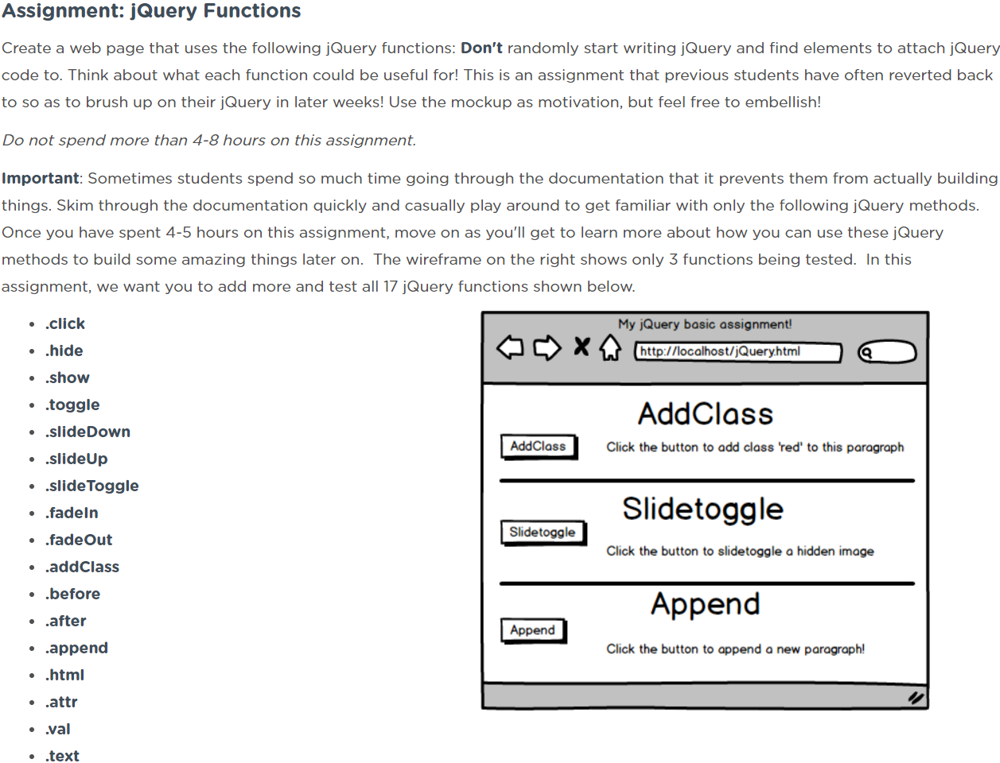 Assignment: jQuery Functions
Create a web page that uses the following jQuery functions: Don't randomly start writing jQuery and find elements to attach jQuery
code to. Think about what each function could be useful for! This is an assignment that previous students have often reverted back
to so as to brush up on their jQuery in later weeks! Use the mockup as motivation, but feel free to embellish!
Do not spend more than 4-8 hours on this assignment.
Important: Sometimes students spend so much time going through the documentation that it prevents them from actually building
things. Skim through the documentation quickly and casually play around to get familiar with only the following jQuery methods.
Once you have spent 4-5 hours on this assignment, move on as you'll get to learn more about how you can use these jQuery
methods to build some amazing things later on.  The wireframe on the right shows only 3 functions being tested.  In this
assignment, we want you to add more and test all 17 jQuery functions shown below.
• .click
• .hide
• .show
• .toggle
• .slideDown
• .slideUp
• .slideToggle
• .fadeIn
• .fadeOut
• .addClass
• .before
• .after
• .append
• .html
• .attr
• .val
• .text
My jQuery basic assignment!
http://localhost/jQuery.html
AddClass
AddClass
Click the button to add class 'red' to this paragraph
Slidetoggle
Slidetoggle
Click the button to slidetoggle a hidden image
Append
Append
Click the button to append a new paragraph!